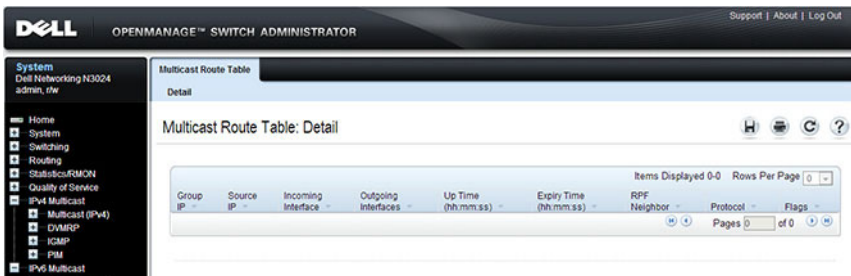 Support | About | Log Out
DELL OPENMANAGE™ SWITCH ADMINISTRATOR
System
Dell Networking N3024
admin, r/w
Home
System
Switching
Routing
Statistics/RMON
Quality of Service
IPv4 Multicast
Multicast (IPv4)
DVMRP
IGMP
PIM
IPv6 Multicast
Multicast Route Table
Detail
Multicast Route Table: Detail
Items Displayed 0-0 Rows Per Page 0
Group IP Source IP Incoming Interface Outgoing Interfaces Up Time (hh:mm:ss) Expiry Time (hh:mm:ss) RPF Neighbor Protocol Flags
Pages 0 of 0